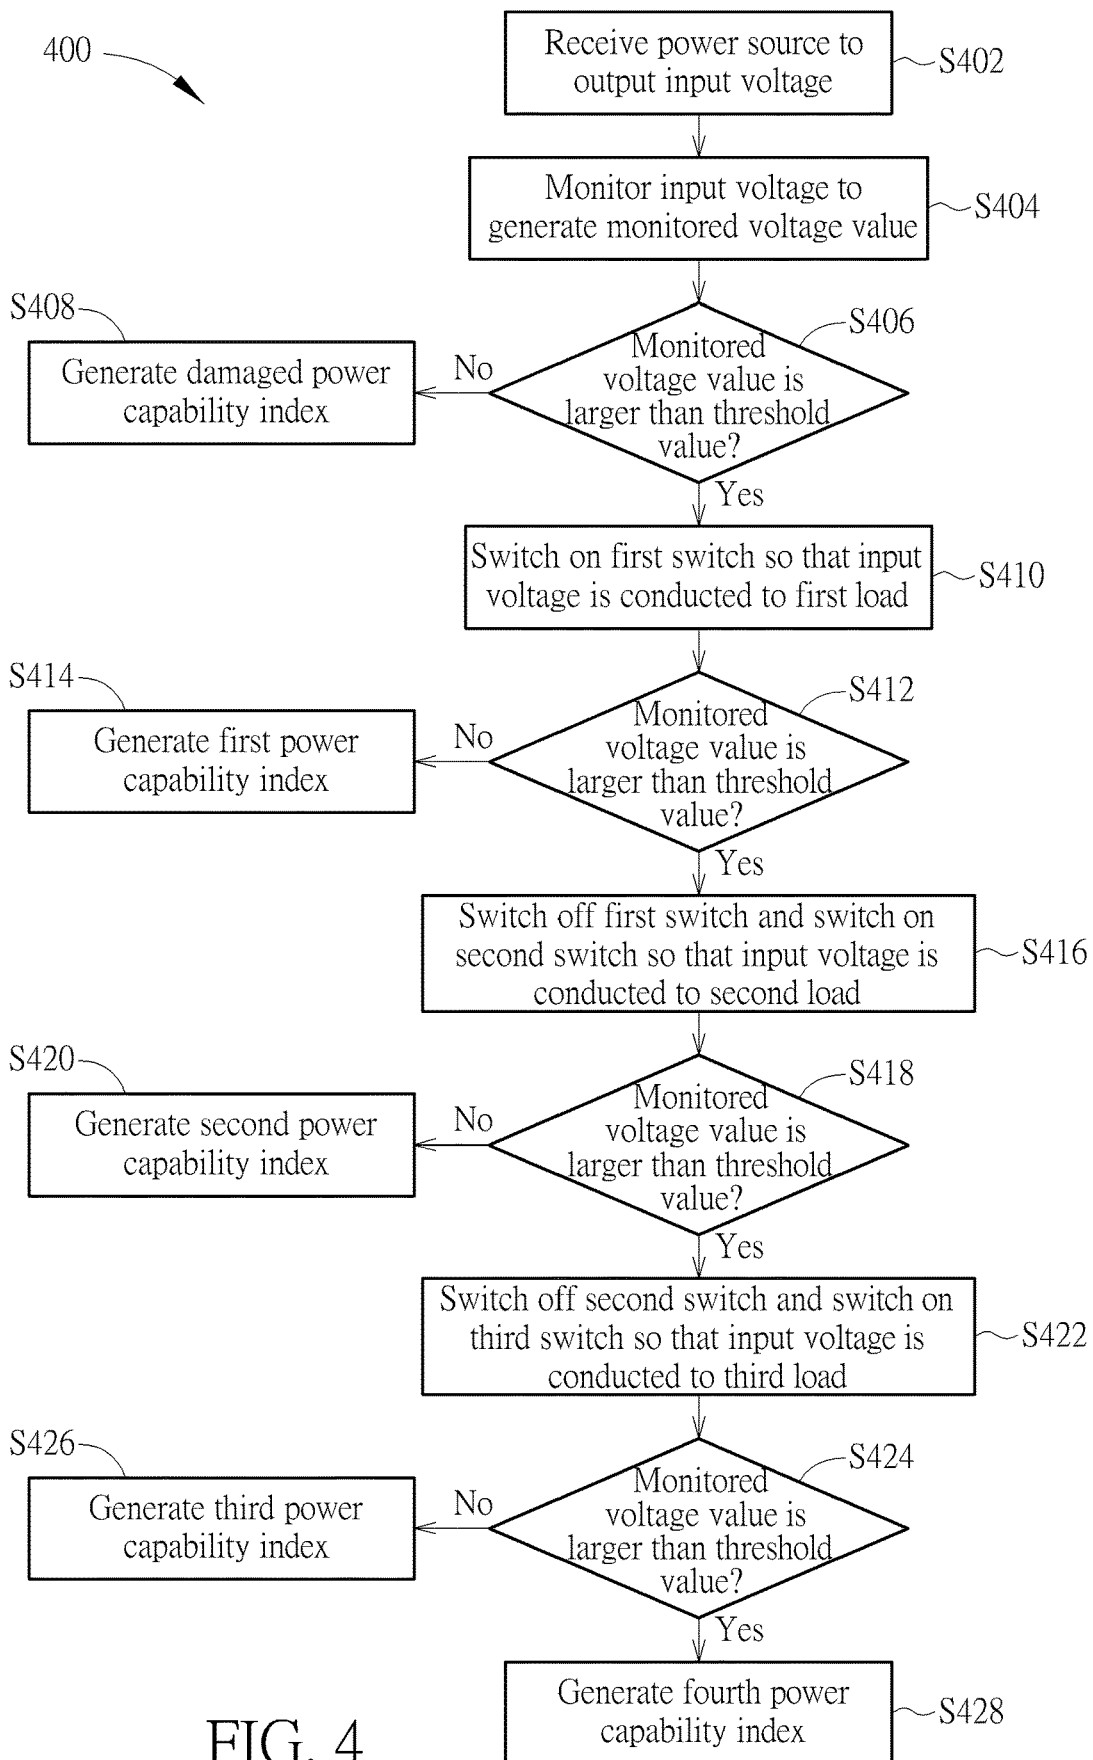 400
Receive power source to
output input voltage
S402
Monitor input voltage to
generate monitored voltage value
S404
S408
Generate damaged power
capability index
No
S406
Monitored
voltage value is
larger than threshold
value?
Yes
Switch on first switch so that input
voltage is conducted to first load
S410
S414
Generate first power
capability index
No
S412
Monitored
voltage value is
larger than threshold
value?
Yes
Switch off first switch and switch on
second switch so that input voltage is
conducted to second load
S416
S420
Generate second power
capability index
No
S418
Monitored
voltage value is
larger than threshold
value?
Yes
Switch off second switch and switch on
third switch so that input voltage is
conducted to third load
S422
S426
Generate third power
capability index
No
S424
Monitored
voltage value is
larger than threshold
value?
Yes
Generate fourth power
capability index
S428
FIG. 4